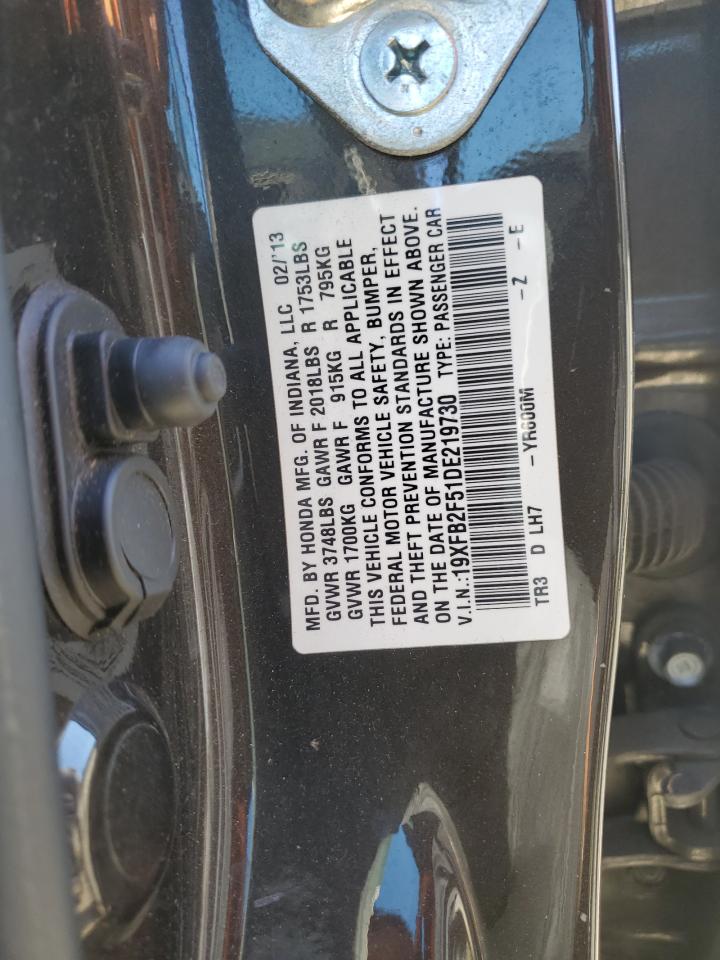 MFD. BY HONDA MFG. OF INDIANA, LLC 02/'13
GVWR 3748LBS GAWR F 2018LBS R 1753LBS
GVWR 1700KG GAWR F 915KG R 795KG
THIS VEHICLE CONFORMS TO ALL APPLICABLE
FEDERAL MOTOR VEHICLE SAFETY, BUMPER,
AND THEFT PREVENTION STANDARDS IN EFFECT
ON THE DATE OF MANUFACTURE SHOWN ABOVE.
V.I.N.:19XFB2F51DE219730 TYPE: PASSENGER CAR
TR3 D LH7 -YR600M -Z -E